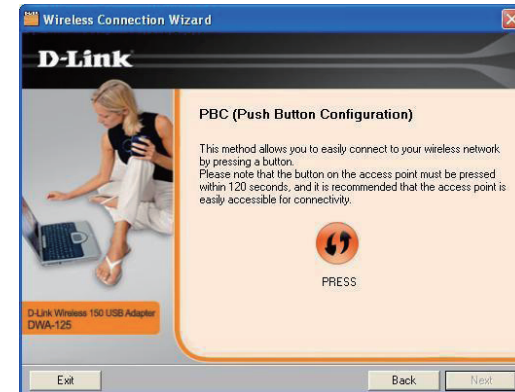 Wireless Connection Wizard
D-Link
PBC (Push Button Configuration)
This method allows you to easily connect to your wireless network
by pressing a button.
Please note that the button on the access point must be pressed
within 120 seconds, and it is recommended that the access point is
easily accessible for connectivity.
PRESS
D-Link Wireless 150 USB Adapter
DWA-125
Exit
Back
Next